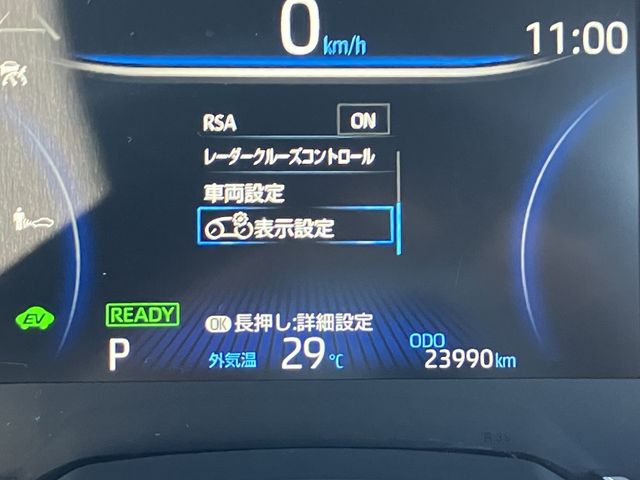 0 km/h
11:00
RSA ON
レーダークルーズコントロール
車両設定
表示設定
EV
READY
OK 長押し:詳細設定
P
外気温 29℃
ODO
23990km